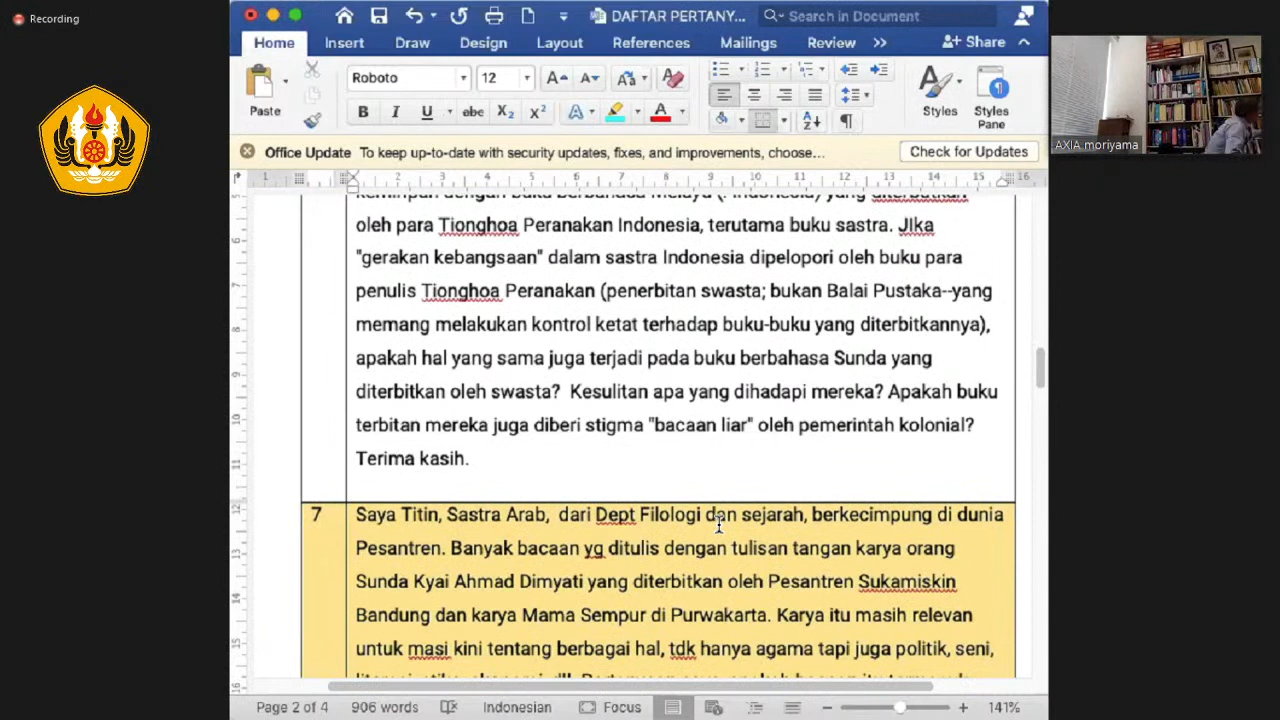 Recording
DAFTAR PERTANY...
Search in Document
Home Insert Draw Design Layout References Mailings Review Share
Paste
Roboto 12
Styles
Styles Pane
Office Update To keep up-to-date with security updates, fixes, and improvements, choose...
Check for Updates
AXIA moriyama
oleh para Tionghoa Peranakan Indonesia, terutama buku sastra. JIka
"gerakan kebangsaan" dalam sastra Indonesia dipelopori oleh buku para
penulis Tionghoa Peranakan (penerbitan swasta; bukan Balai Pustaka--yang
memang melakukan kontrol ketat terhadap buku-buku yang diterbitkannya),
apakah hal yang sama juga terjadi pada buku berbahasa Sunda yang
diterbitkan oleh swasta?  Kesulitan apa yang dihadapi mereka? Apakah buku
terbitan mereka juga diberi stigma "bacaan liar" oleh pemerintah kolonial?
Terima kasih.
7 Saya Titin, Sastra Arab,  dari Dept Filologi dan sejarah, berkecimpung di dunia
Pesantren. Banyak bacaan yg ditulis dengan tulisan tangan karya orang
Sunda Kyai Ahmad Dimyati yang diterbitkan oleh Pesantren Sukamiskin
Bandung dan karya Mama Sempur di Purwakarta. Karya itu masih relevan
untuk masi kini tentang berbagai hal, tdk hanya agama tapi juga politik, seni,
Page 2 of 4 906 words Indonesian Focus 141%